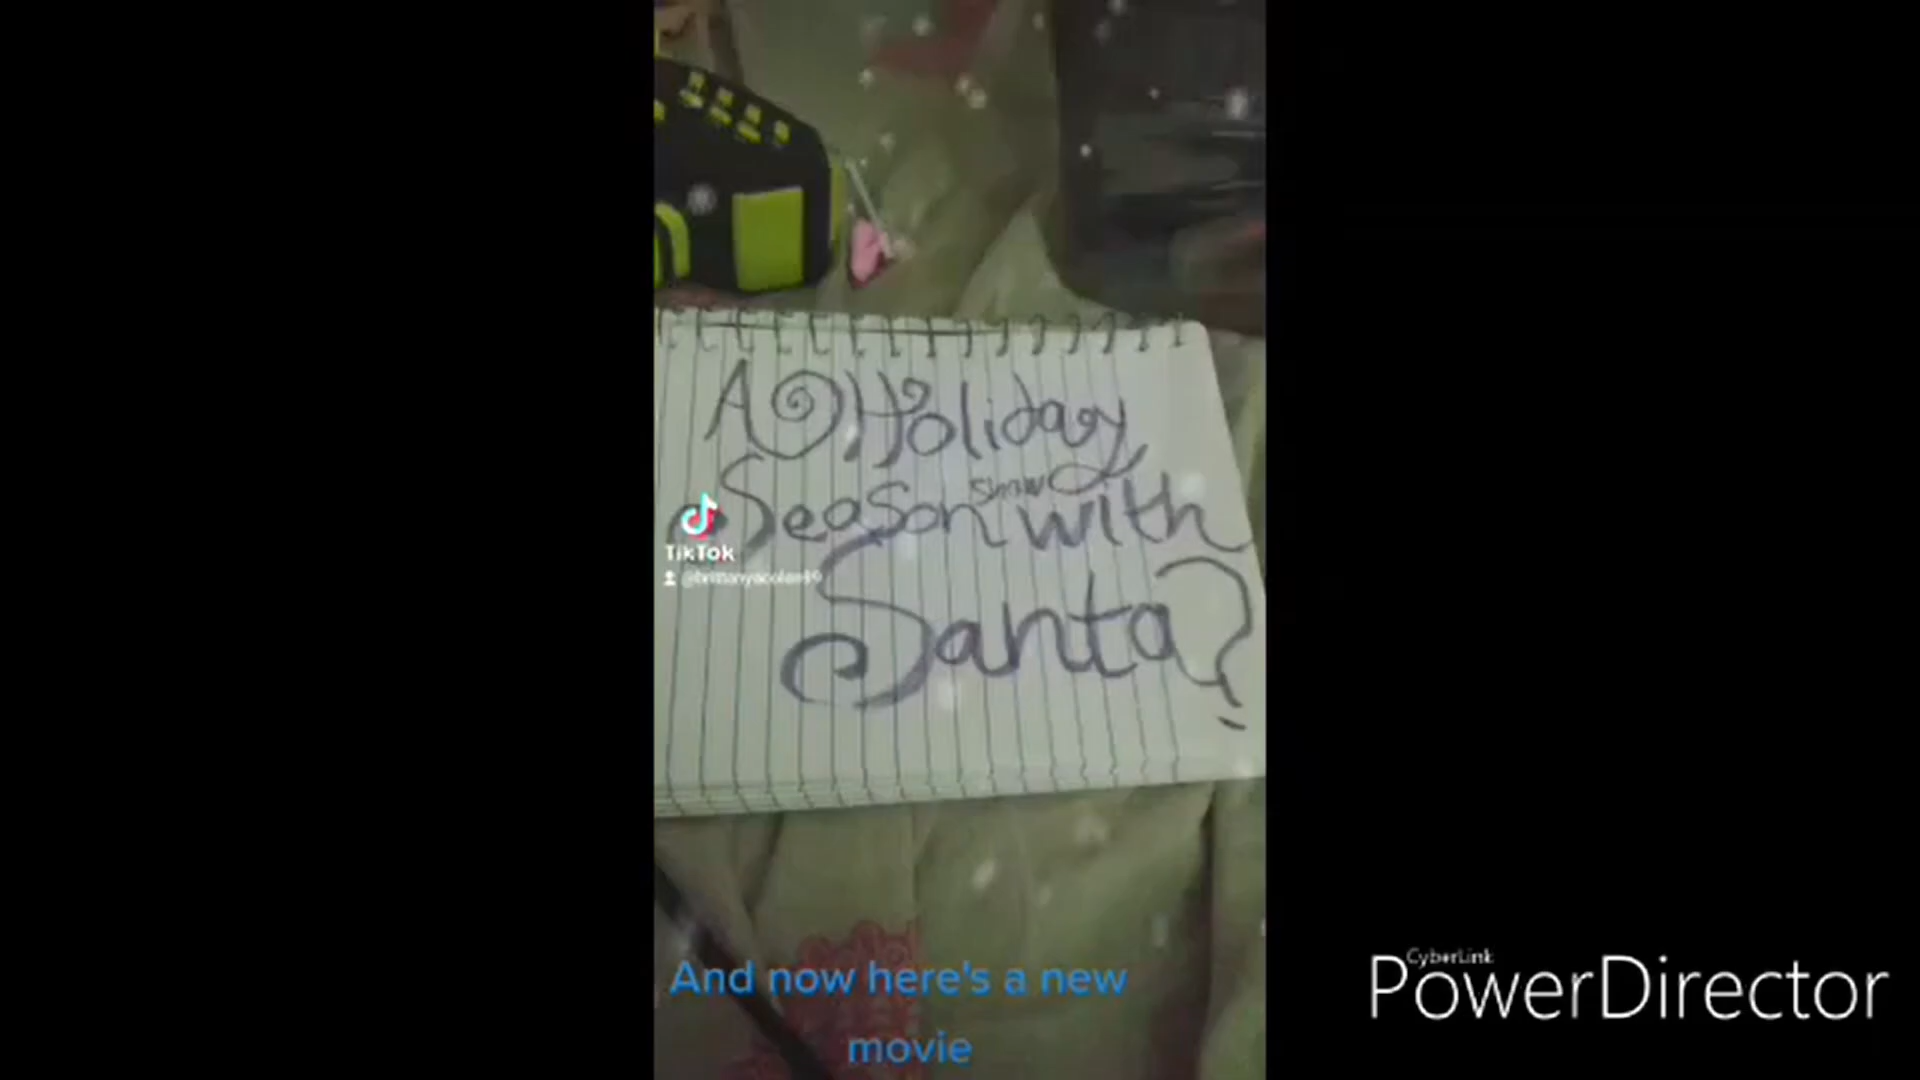 A Holiday
Season show with
Santa?
TikTok
And now here's a new
movie
CyberLink
PowerDirector